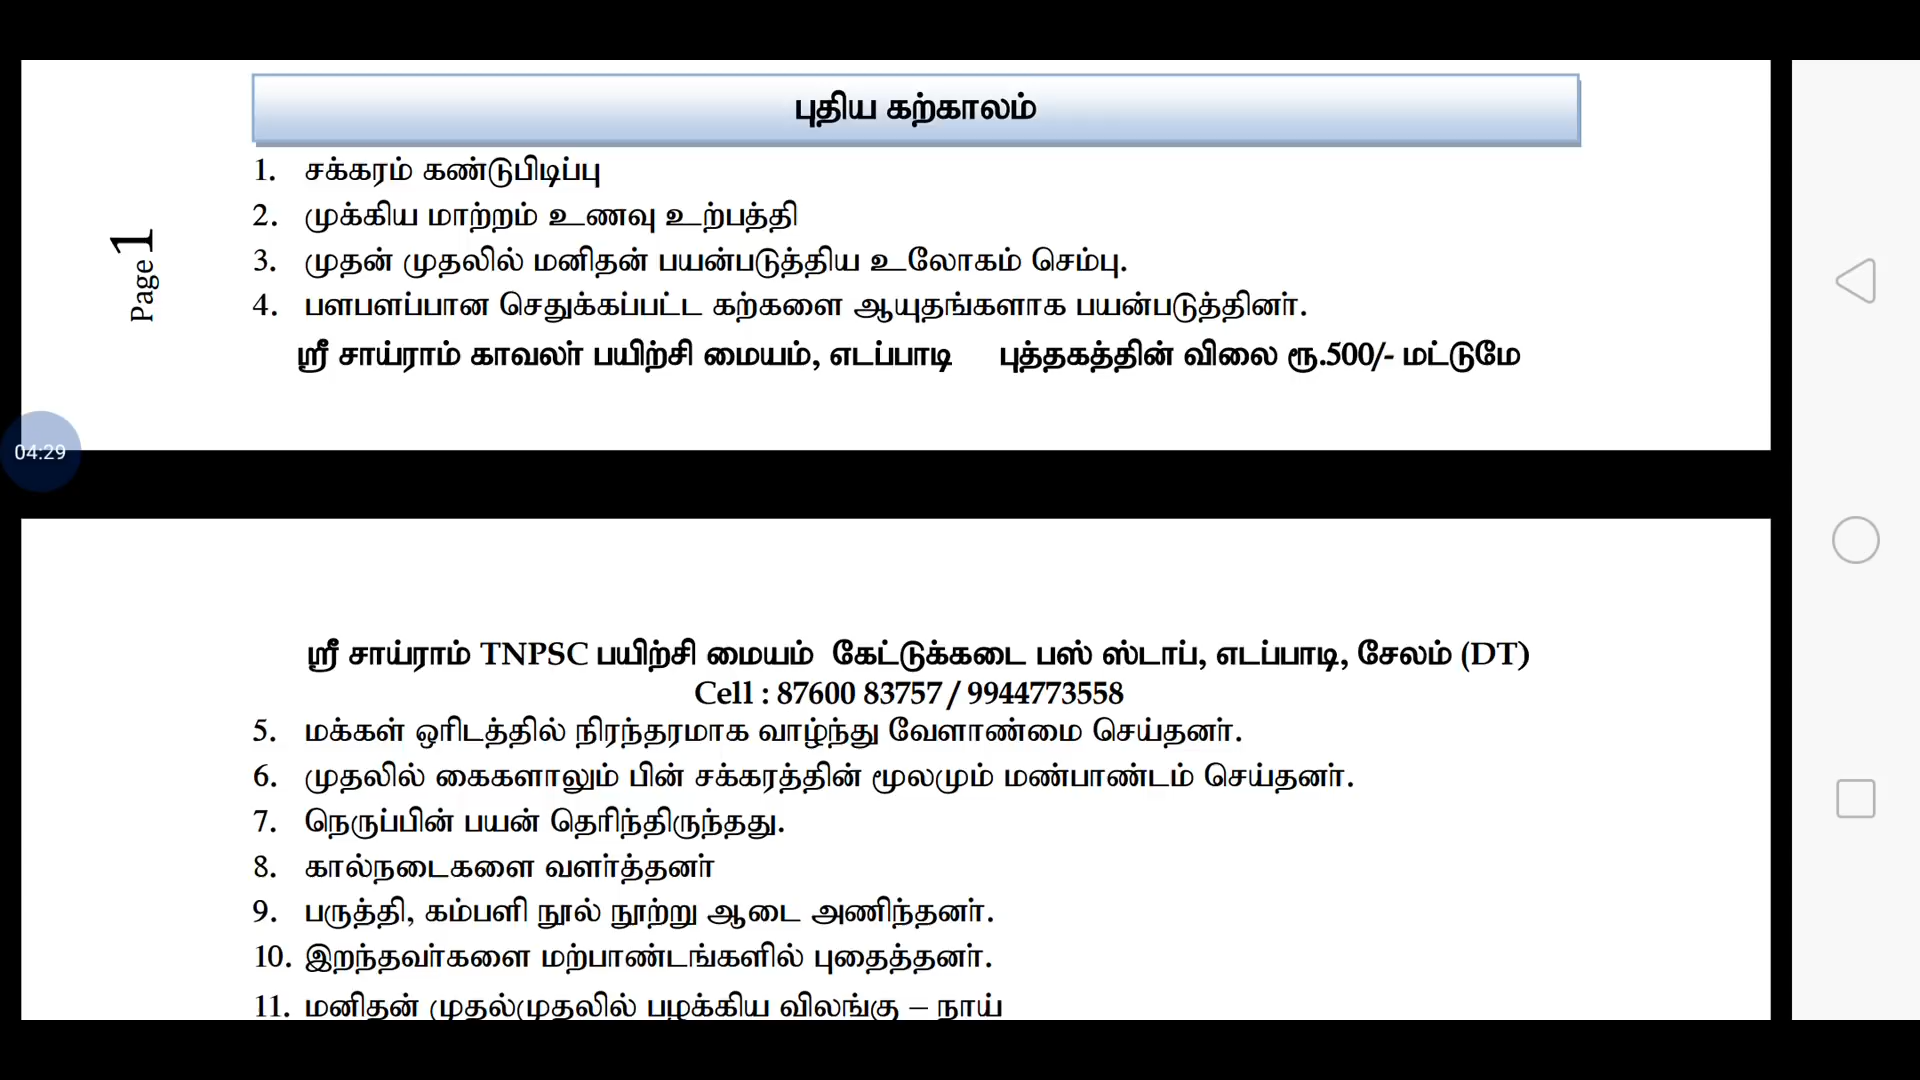 புதிய கற்காலம்
1. சக்கரம் கண்டுபிடிப்பு
2. முக்கிய மாற்றம் உணவு உற்பத்தி
3. முதன் முதலில் மனிதன் பயன்படுத்திய உலோகம் செம்பு.
4. பளபளப்பான செதுக்கப்பட்ட கற்களை ஆயுதங்களாக பயன்படுத்தினர்.
Page 1
ஸ்ரீ சாய்ராம் காவலர் பயிற்சி மையம், எடப்பாடி புத்தகத்தின் விலை ரூ.500/- மட்டுமே
04:29
ஸ்ரீ சாய்ராம் TNPSC பயிற்சி மையம் கேட்டுக்கடை பஸ் ஸ்டாப், எடப்பாடி, சேலம் (DT)
Cell : 87600 83757 / 9944773558
5. மக்கள் ஒரிடத்தில் நிரந்தரமாக வாழ்ந்து வேளாண்மை செய்தனர்.
6. முதலில் கைகளாலும் பின் சக்கரத்தின் மூலமும் மண்பாண்டம் செய்தனர்.
7. நெருப்பின் பயன் தெரிந்திருந்தது.
8. கால்நடைகளை வளர்த்தனர்
9. பருத்தி, கம்பளி நூல் நூற்று ஆடை அணிந்தனர்.
10. இறந்தவர்களை மற்பாண்டங்களில் புதைத்தனர்.
11. மனிதன் முதல்முதலில் பழக்கிய விலங்கு – நாய்